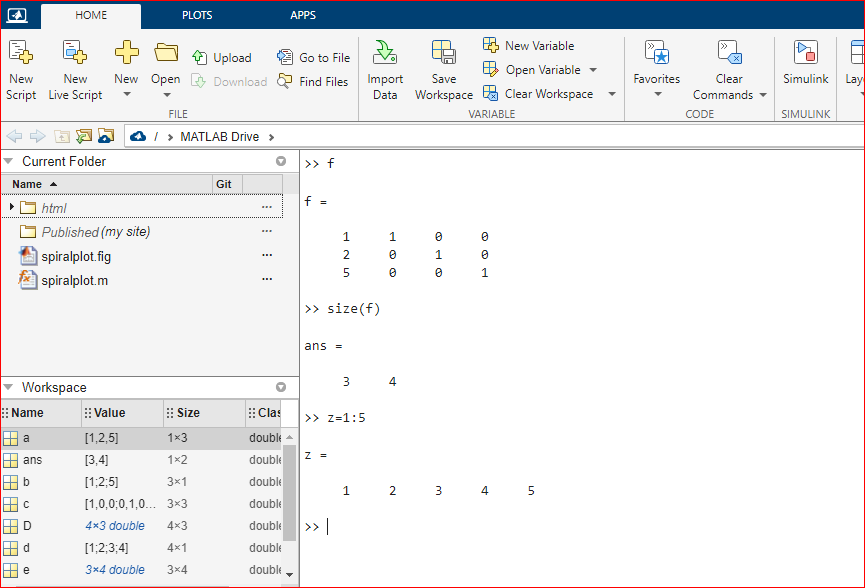 HOME PLOTS APPS
New Script
New Live Script
New
Open
Upload
Download
Go to File
Find Files
FILE
Import Data
Save Workspace
New Variable
Open Variable
Clear Workspace
VARIABLE
Favorites
Clear Commands
CODE
Simulink
SIMULINK
Lay
/ > MATLAB Drive >
Current Folder
Name Git
html ...
Published (my site) ...
spiralplot.fig ...
spiralplot.m ...
Workspace
Name Value Size Clas
a [1,2,5] 1×3 double
ans [3,4] 1×2 double
b [1;2;5] 3×1 double
c [1,0,0;0,1,0... 3×3 double
D 4×3 double 4×3 double
d [1;2;3;4] 4×1 double
e 3×4 double 3×4 double
>> f
f =
1 1 0 0
2 0 1 0
5 0 0 1
>> size(f)
ans =
3 4
>> z=1:5
z =
1 2 3 4 5
>>